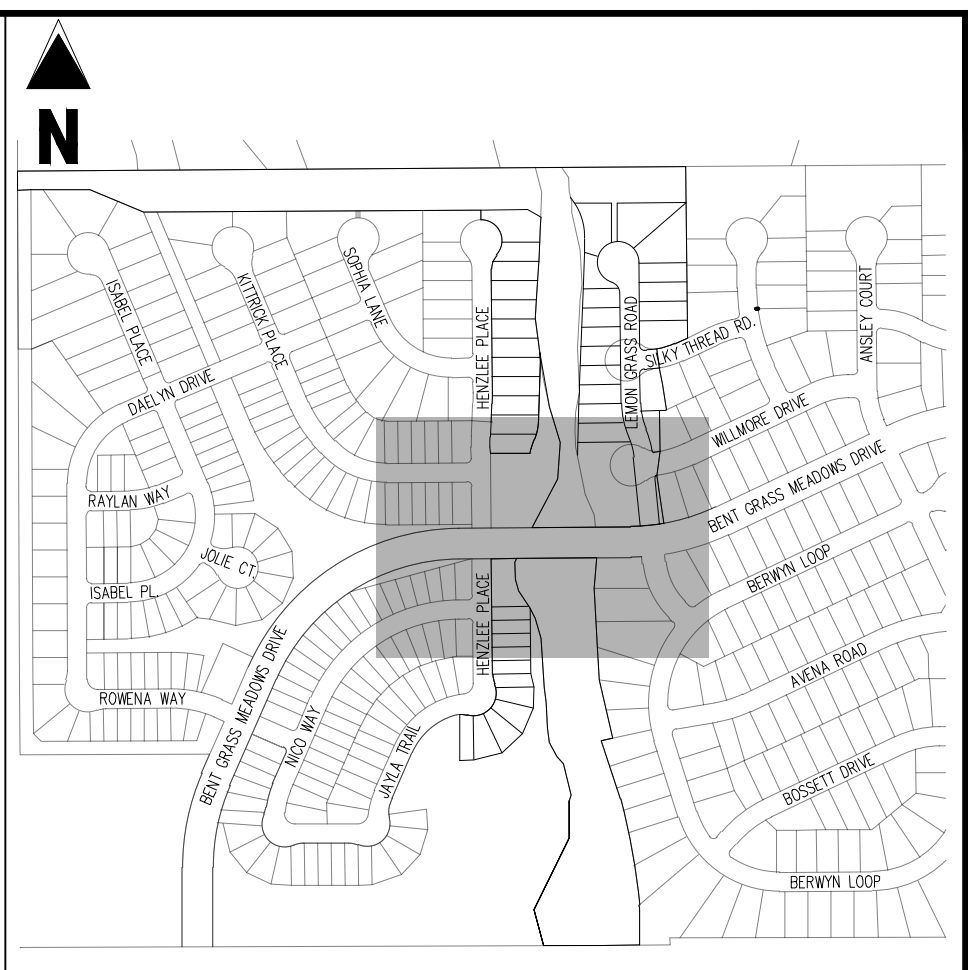 N
ISABEL PLACE
KITTRICK PLACE
SOPHIA LANE
HENZLEE PLACE
LEMON GRASS ROAD
SILKY THREAD RD.
ANSLEY COURT
DAELYN DRIVE
WILLMORE DRIVE
BENT GRASS MEADOWS DRIVE
RAYLAN WAY
JOLIE CT.
ISABEL PL.
BERWYN LOOP
HENZLEE PLACE
AVENA ROAD
ROWENA WAY
BENT GRASS MEADOWS DRIVE
NICO WAY
JAYLA TRAIL
BOSSETT DRIVE
BERWYN LOOP